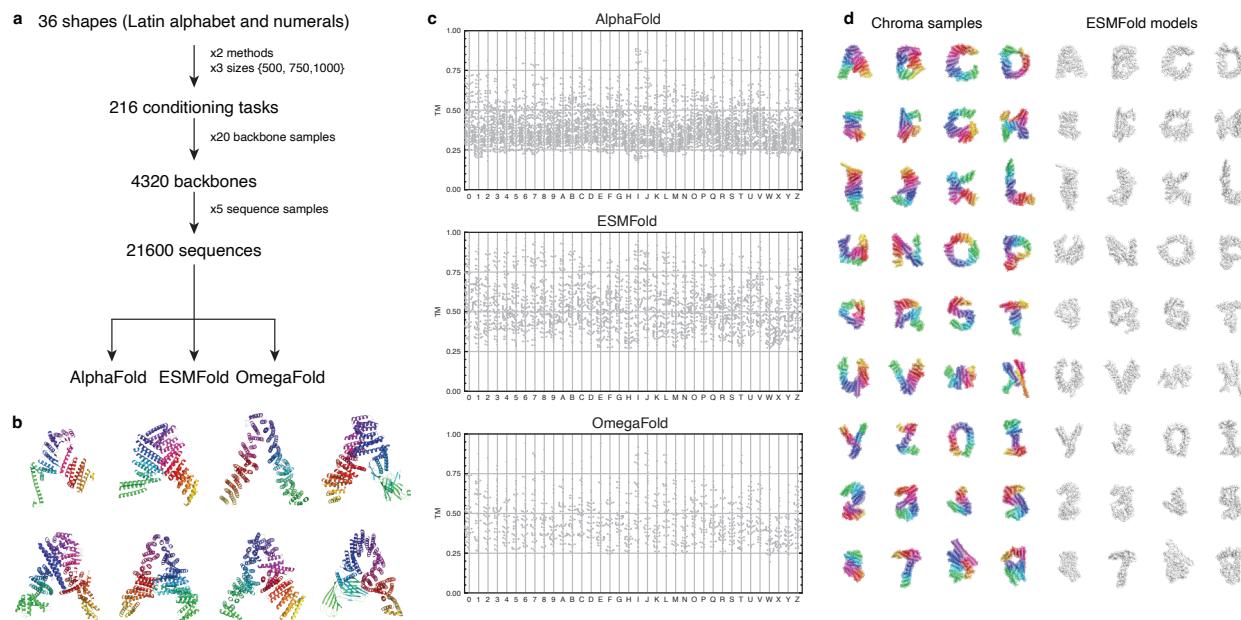 a
36 shapes (Latin alphabet and numerals)
x2 methods
x3 sizes {500, 750,1000}
216 conditioning tasks
x20 backbone samples
4320 backbones
x5 sequence samples
21600 sequences
AlphaFold ESMFold OmegaFold
b
c
AlphaFold
1.00
0.75
0.50
0.25
0.00
TM
0 1 2 3 4 5 6 7 8 9 A B C D E F G H I J K L M N O P Q R S T U V W X Y Z
ESMFold
1.00
0.75
0.50
0.25
0.00
TM
0 1 2 3 4 5 6 7 8 9 A B C D E F G H I J K L M N O P Q R S T U V W X Y Z
OmegaFold
1.00
0.75
0.50
0.25
0.00
TM
0 1 2 3 4 5 6 7 8 9 A B C D E F G H I J K L M N O P Q R S T U V W X Y Z
d
Chroma samples ESMFold models